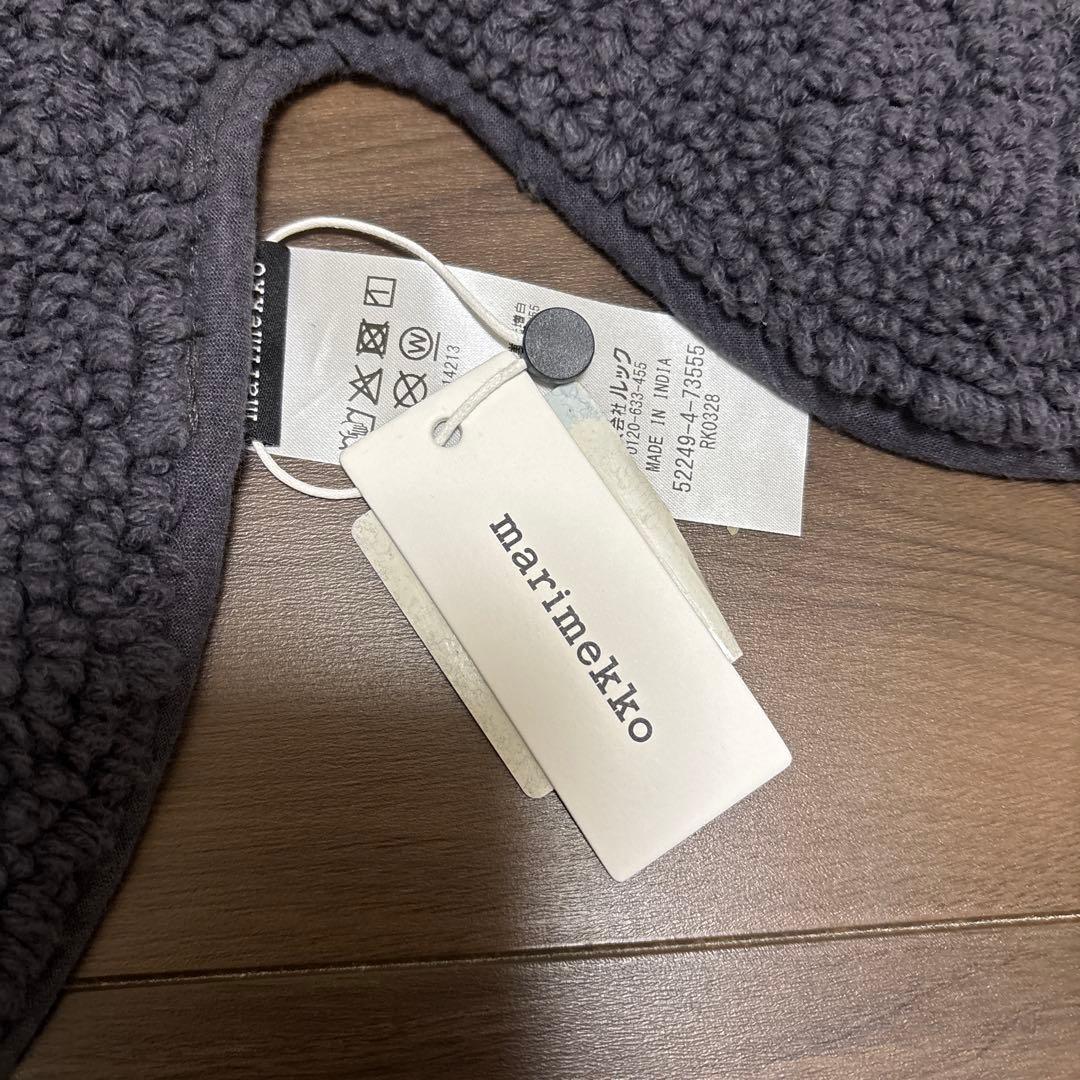 marimekko
marimekko
W
14213
ルック
0120-633-455
MADE IN INDIA
52249-4-73555
RK0328